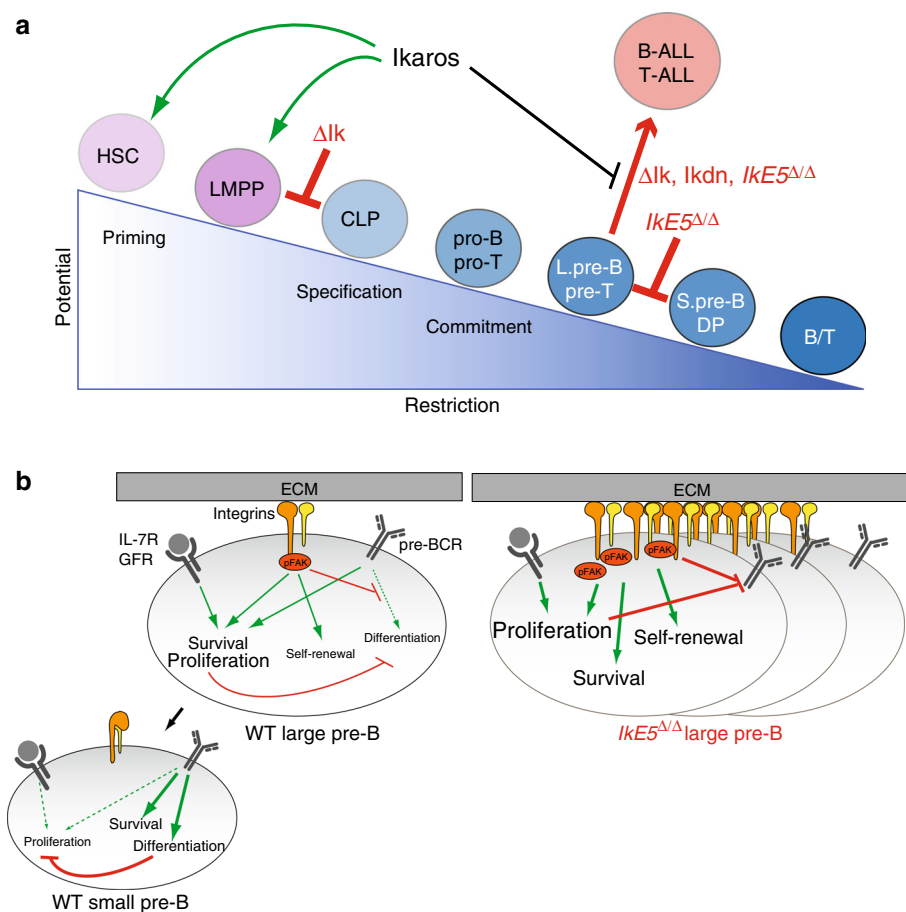 a
Ikaros
B-ALL
T-ALL
HSC
LMPP
ΔIk
CLP
ΔIk, Ikdn, IkE5Δ/Δ
IkE5Δ/Δ
pro-B
pro-T
L.pre-B
pre-T
S.pre-B
DP
B/T
Potential
Priming
Specification
Commitment
Restriction
b
ECM
Integrins
IL-7R
GFR
pre-BCR
pFAK
Survival
Proliferation
Self-renewal
Differentiation
WT large pre-B
Proliferation
Survival
Differentiation
WT small pre-B
ECM
pFAK
pFAK
pFAK
Proliferation
Self-renewal
Survival
IkE5Δ/Δ large pre-B